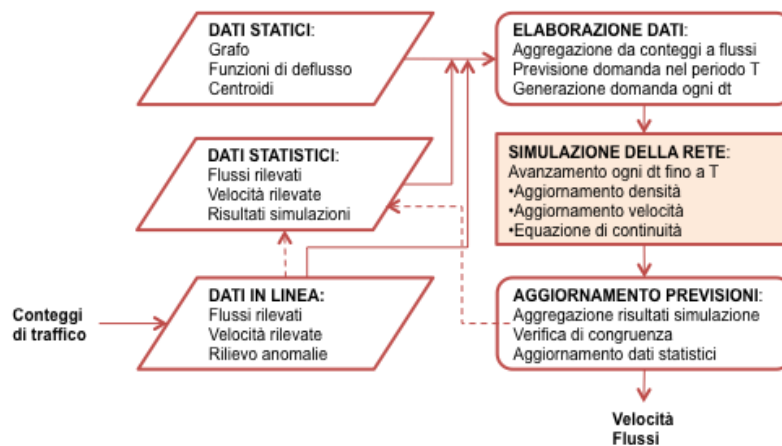 DATI STATICI:
Grafo
Funzioni di deflusso
Centroidi
ELABORAZIONE DATI:
Aggregazione da conteggi a flussi
Previsione domanda nel periodo T
Generazione domanda ogni dt
DATI STATISTICI:
Flussi rilevati
Velocità rilevate
Risultati simulazioni
SIMULAZIONE DELLA RETE:
Avanzamento ogni dt fino a T
•Aggiornamento densità
•Aggiornamento velocità
•Equazione di continuità
Conteggi
di traffico
DATI IN LINEA:
Flussi rilevati
Velocità rilevate
Rilievo anomalie
AGGIORNAMENTO PREVISIONI:
Aggregazione risultati simulazione
Verifica di congruenza
Aggiornamento dati statistici
Velocità
Flussi